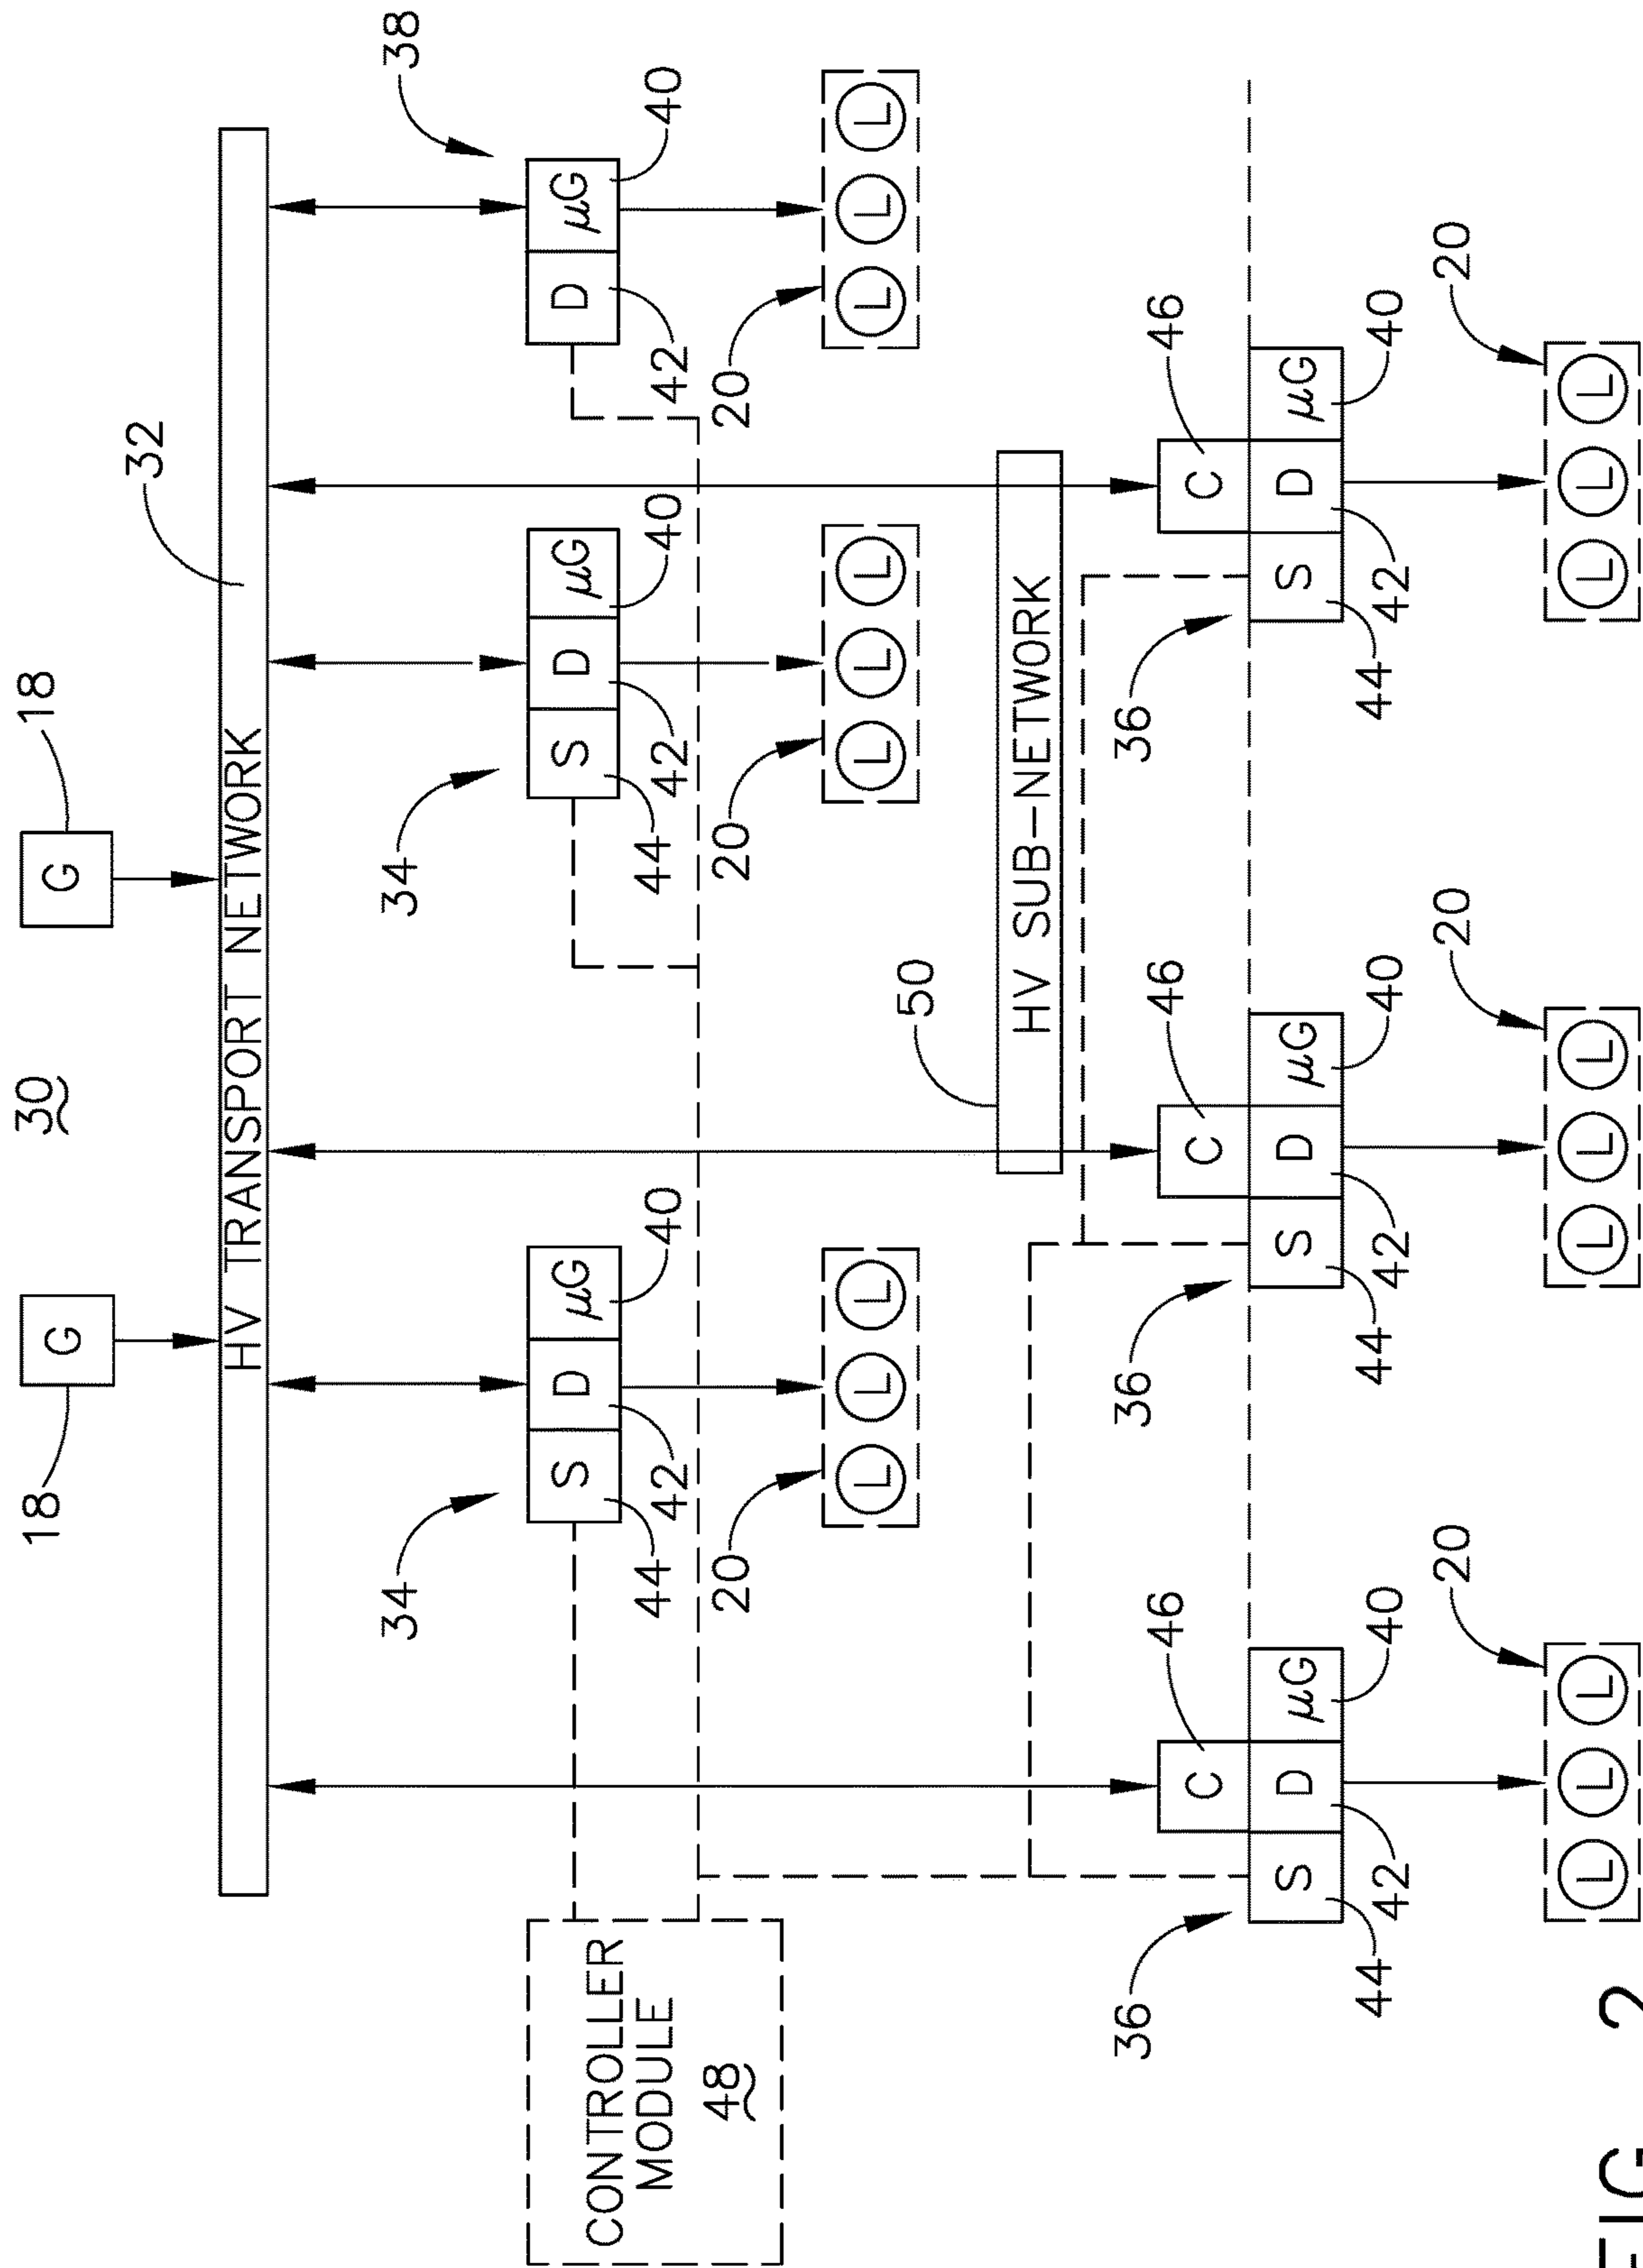 30
18
G
G
18
HV TRANSPORT NETWORK
32
34
34
38
S D μG
S D μG
D μG
44
42
40
44
42
40
42
40
CONTROLLER
MODULE
48
20
20
20
L L L
L L L
L L L
50
HV SUB-NETWORK
36
46
36
46
36
46
C
C
C
S D μG
S D μG
S D μG
44
42
40
44
42
40
44
42
40
20
20
20
L L L
L L L
L L L
FIG 2